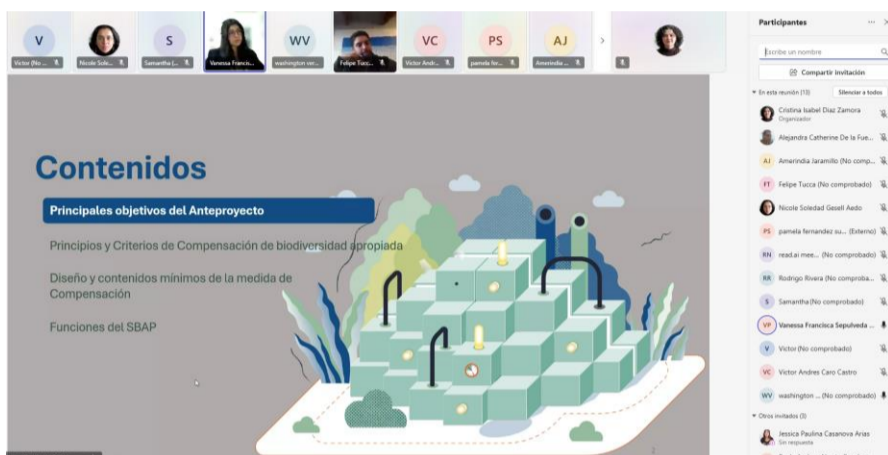 V
S
WV
VC
PS
AJ
Victor (No ...
Nicole Sole...
Samantha (...
Vanessa Francis...
washington ver...
Felipe Tucc...
Victor Andr...
pamela fer...
Amerindia ...
Contenidos
Principales objetivos del Anteproyecto
Principios y Criterios de Compensación de biodiversidad apropiada
Diseño y contenidos mínimos de la medida de
Compensación
Funciones del SBAP
Participantes
Escribe un nombre
Compartir invitación
En esta reunión (13)
Silenciar a todos
Cristina Isabel Diaz Zamora
Organizador
Alejandra Catherine De la Fue...
AJ
Amerindia Jaramillo (No comp...
FT
Felipe Tucca (No comprobado)
Nicole Soledad Gesell Aedo
PS
pamela fernandez su... (Externo)
RN
read.ai mee... (No comprobado)
RR
Rodrigo Rivera (No comproba...
S
Samantha (No comprobado)
VP
Vanessa Francisca Sepulveda ...
V
Victor (No comprobado)
VC
Victor Andres Caro Castro
WV
washington ... (No comprobado)
Otros invitados (3)
Jessica Paulina Casanova Arias
Sin respuesta